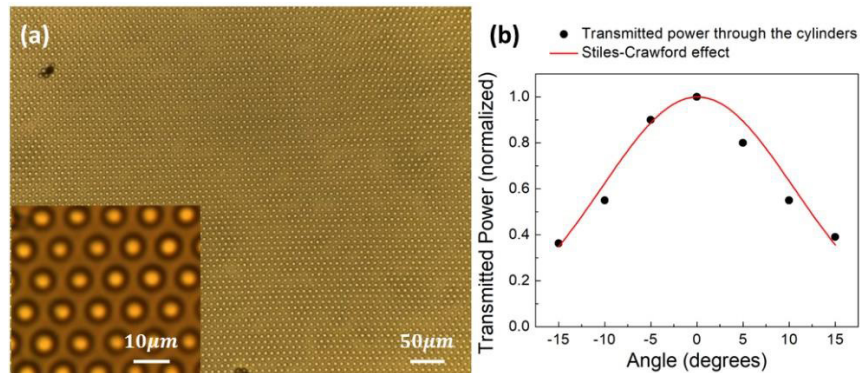 (a)
10μm
50μm
(b)
Transmitted power through the cylinders
Stiles-Crawford effect
Transmitted Power (normalized)
1.0
0.8
0.6
0.4
0.2
0.0
-15 -10 -5 0 5 10 15
Angle (degrees)